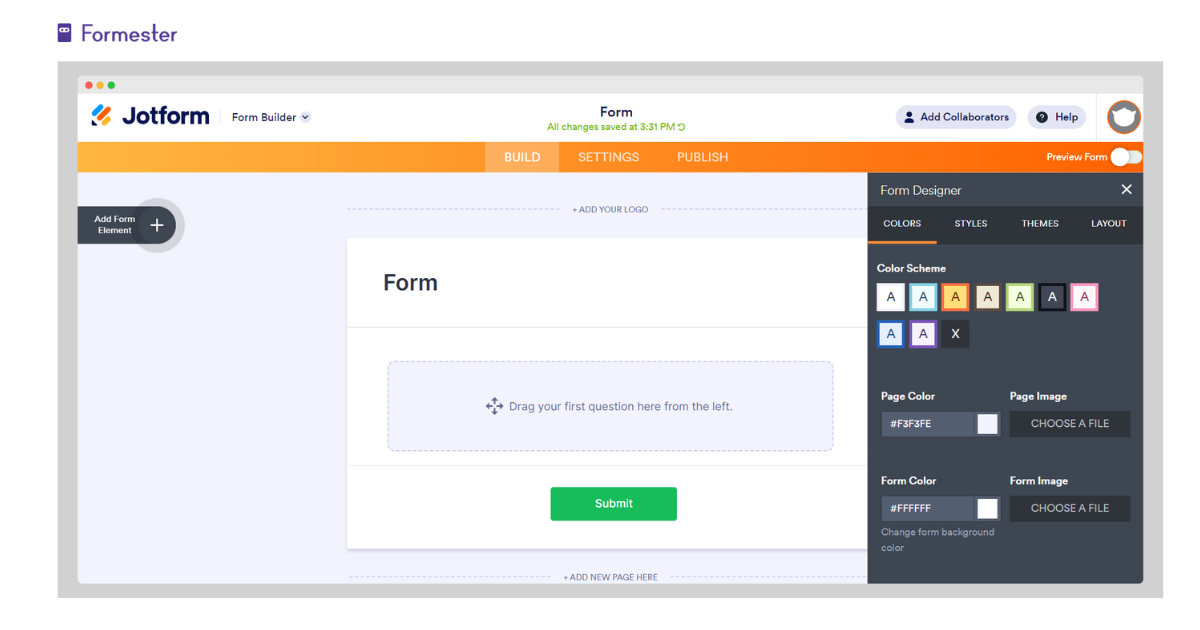 Formester
Jotform
Form Builder
Form
All changes saved at 3:31 PM
Add Collaborators
Help
BUILD
SETTINGS
PUBLISH
Preview Form
Add Form
Element
+ ADD YOUR LOGO
Form
Drag your first question here from the left.
Submit
+ ADD NEW PAGE HERE
Form Designer
COLORS
STYLES
THEMES
LAYOUT
Color Scheme
A A A A A A A
A A X
Page Color
Page Image
#F3F3FE
CHOOSE A FILE
Form Color
Form Image
#FFFFFF
CHOOSE A FILE
Change form background
color